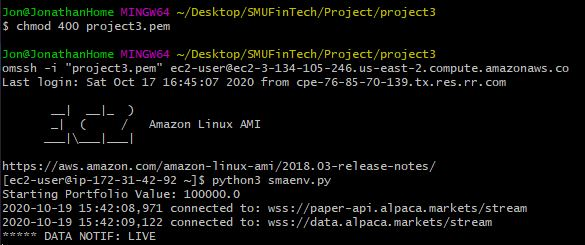 Jon@JonathanHome MINGW64 ~/Desktop/SMUFinTech/Project/project3
$ chmod 400 project3.pem
Jon@JonathanHome MINGW64 ~/Desktop/SMUFinTech/Project/project3
omssh -i "project3.pem" ec2-user@ec2-3-134-105-246.us-east-2.compute.amazonaws.co
Last login: Sat Oct 17 16:45:07 2020 from cpe-76-85-70-139.tx.res.rr.com
__|  __|_  )
_|  (     /   Amazon Linux AMI
___|\___|___|
https://aws.amazon.com/amazon-linux-ami/2018.03-release-notes/
[ec2-user@ip-172-31-42-92 ~]$ python3 smaenv.py
Starting Portfolio Value: 100000.0
2020-10-19 15:42:08,971 connected to: wss://paper-api.alpaca.markets/stream
2020-10-19 15:42:09,122 connected to: wss://data.alpaca.markets/stream
***** DATA NOTIF: LIVE